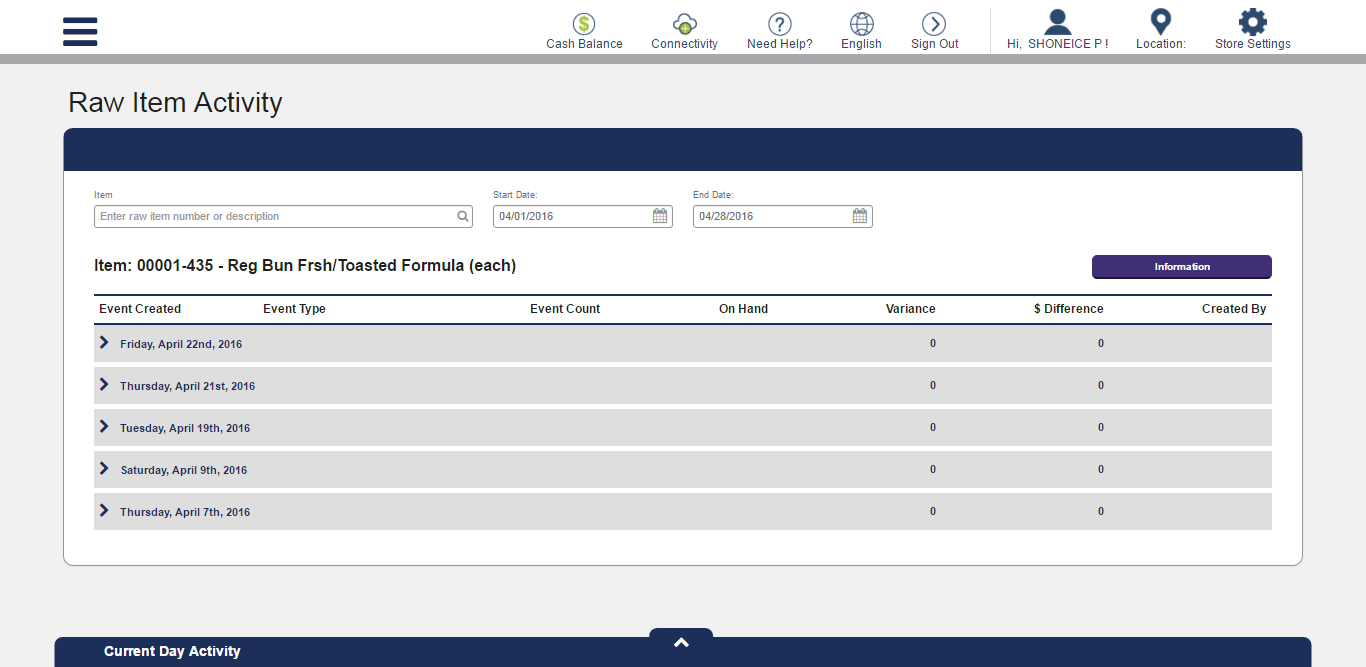 $ Cash Balance
Connectivity
? Need Help?
English
Sign Out
Hi, SHONEICE P !
Location:
Store Settings
Raw Item Activity
Item
Start Date:
End Date:
Enter raw item number or description
04/01/2016
04/28/2016
Item: 00001-435 - Reg Bun Frsh/Toasted Formula (each)
Information
Event Created Event Type Event Count On Hand Variance $ Difference Created By
Friday, April 22nd, 2016 0 0
Thursday, April 21st, 2016 0 0
Tuesday, April 19th, 2016 0 0
Saturday, April 9th, 2016 0 0
Thursday, April 7th, 2016 0 0
Current Day Activity